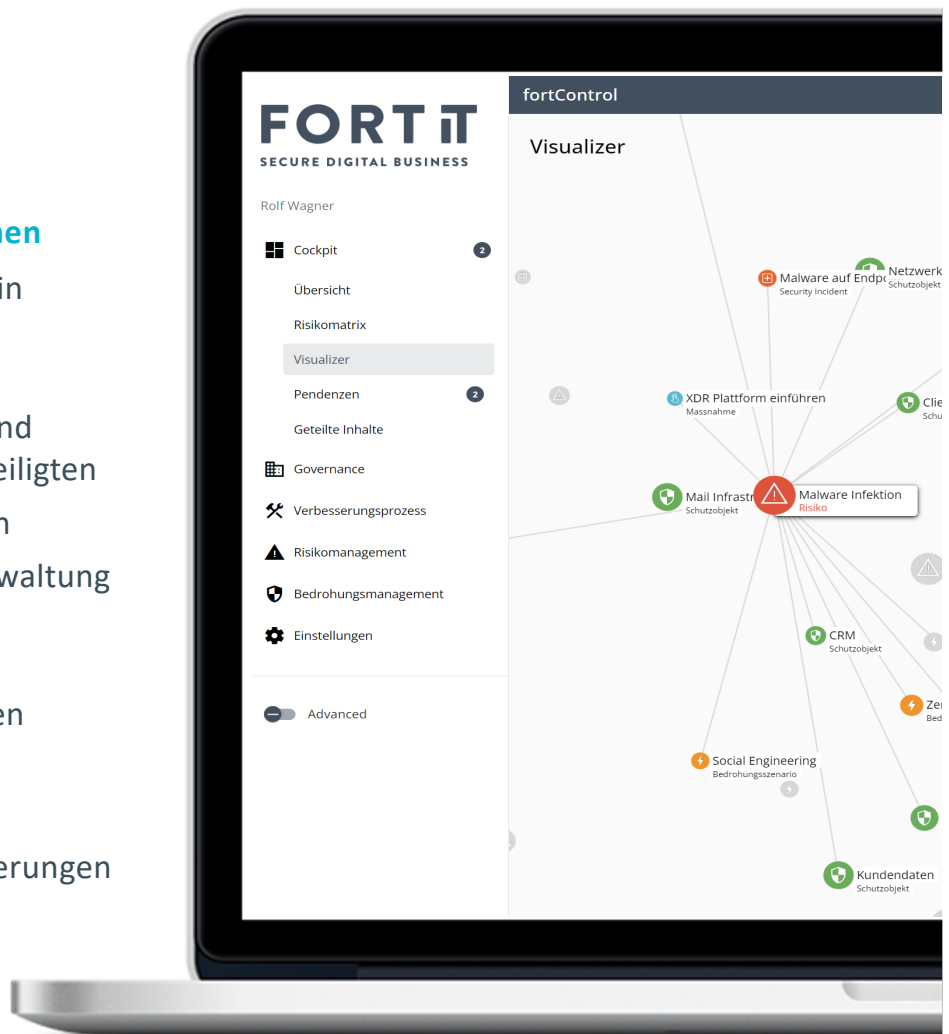 nen
in
nd
eiligten
n
waltung
en
erungen
FORT iT
SECURE DIGITAL BUSINESS
Rolf Wagner
Cockpit 2
Übersicht
Risikomatrix
Visualizer
Pendenzen 2
Geteilte Inhalte
Governance
Verbesserungsprozess
Risikomanagement
Bedrohungsmanagement
Einstellungen
Advanced
fortControl
Visualizer
Malware auf Endpo
Security Incident
Netzwerk
Schutzobjekt
XDR Plattform einführen
Massnahme
Clie
Schu
Mail Infrastr
Schutzobjekt
Malware Infektion
Risiko
CRM
Schutzobjekt
Zer
Bed
Social Engineering
Bedrohungsszenario
Kundendaten
Schutzobjekt